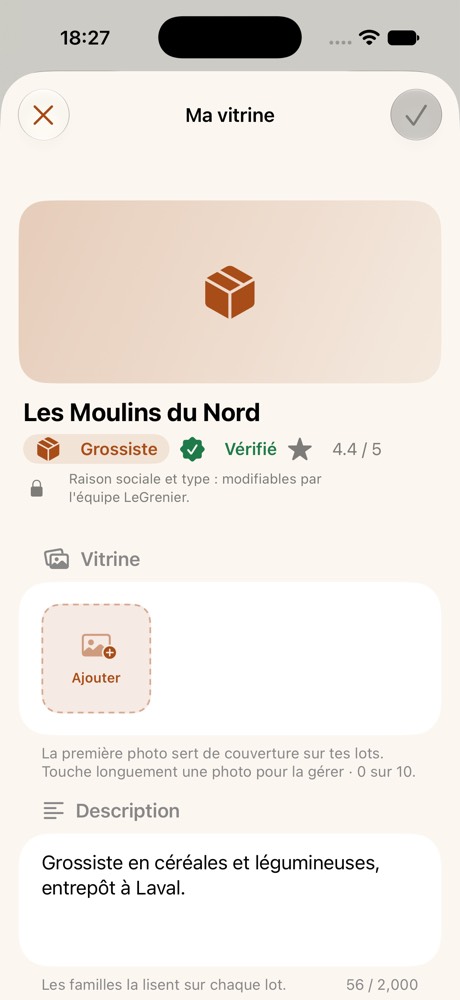 18:27
Ma vitrine
Les Moulins du Nord
Grossiste Vérifié 4.4 / 5
Raison sociale et type : modifiables par
l'équipe LeGrenier.
Vitrine
Ajouter
La première photo sert de couverture sur tes lots.
Touche longuement une photo pour la gérer · 0 sur 10.
Description
Grossiste en céréales et légumineuses,
entrepôt à Laval.
Les familles la lisent sur chaque lot. 56 / 2,000